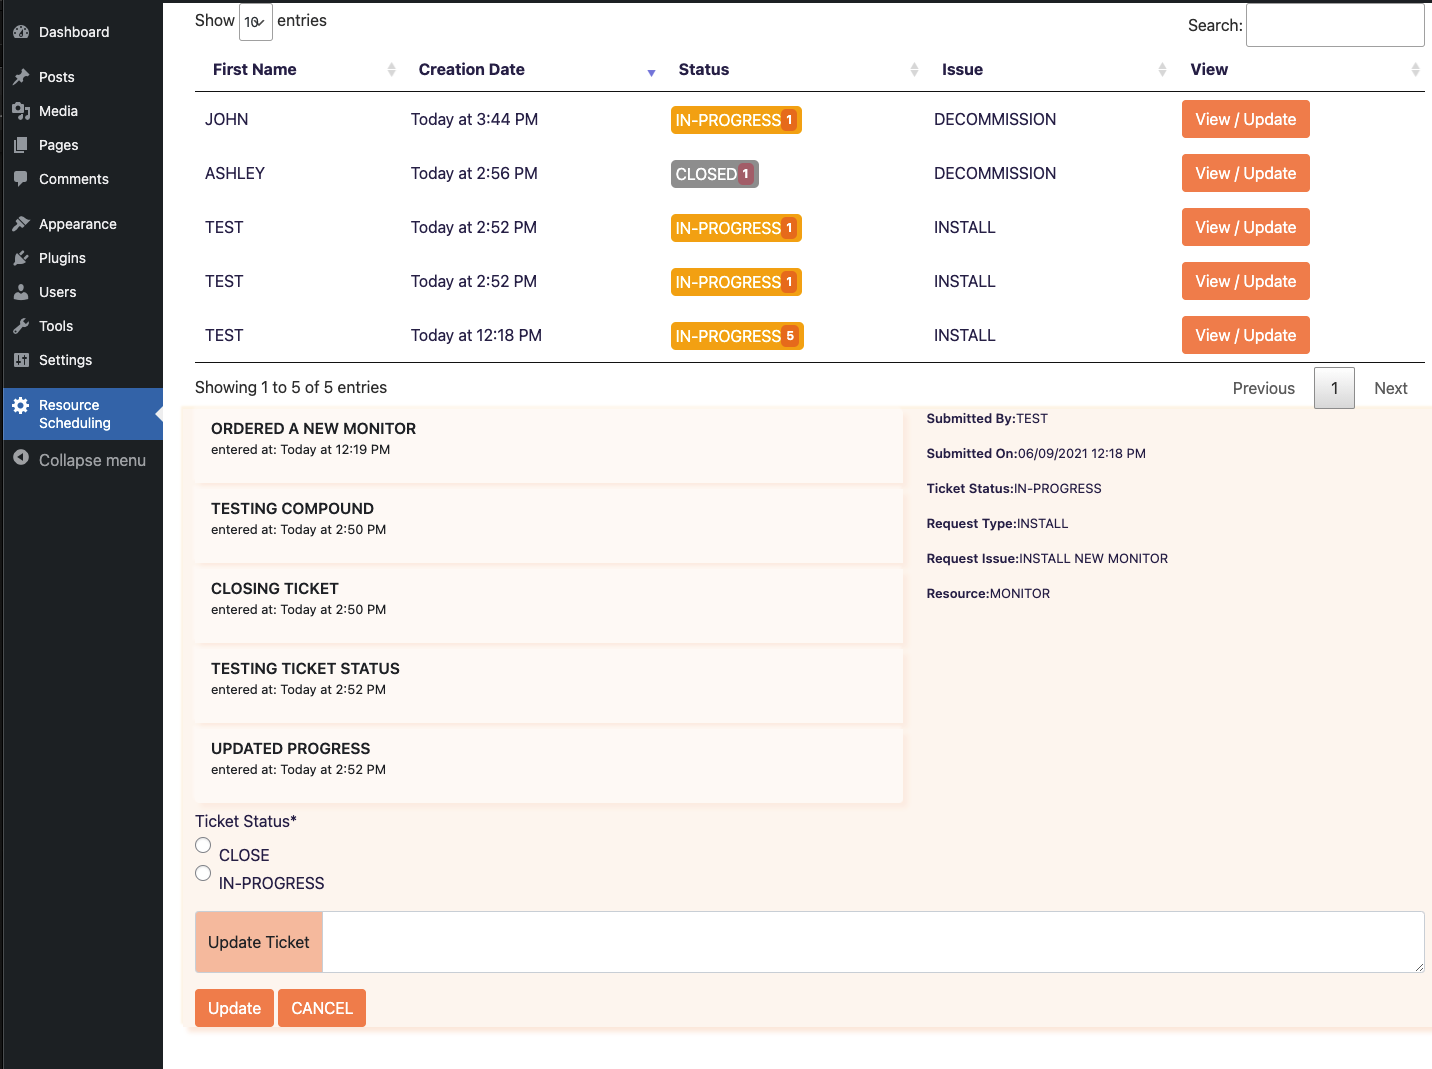 Dashboard
Posts
Media
Pages
Comments
Appearance
Plugins
Users
Tools
Settings
Resource
Scheduling
Collapse menu
Show 10 entries
Search:
First Name Creation Date Status Issue View
JOHN Today at 3:44 PM IN-PROGRESS 1 DECOMMISSION View / Update
ASHLEY Today at 2:56 PM CLOSED 1 DECOMMISSION View / Update
TEST Today at 2:52 PM IN-PROGRESS 1 INSTALL View / Update
TEST Today at 2:52 PM IN-PROGRESS 1 INSTALL View / Update
TEST Today at 12:18 PM IN-PROGRESS 5 INSTALL View / Update
Showing 1 to 5 of 5 entries
Previous 1 Next
ORDERED A NEW MONITOR
entered at: Today at 12:19 PM
TESTING COMPOUND
entered at: Today at 2:50 PM
CLOSING TICKET
entered at: Today at 2:50 PM
TESTING TICKET STATUS
entered at: Today at 2:52 PM
UPDATED PROGRESS
entered at: Today at 2:52 PM
Submitted By:TEST
Submitted On:06/09/2021 12:18 PM
Ticket Status:IN-PROGRESS
Request Type:INSTALL
Request Issue:INSTALL NEW MONITOR
Resource:MONITOR
Ticket Status*
CLOSE
IN-PROGRESS
Update Ticket
Update CANCEL